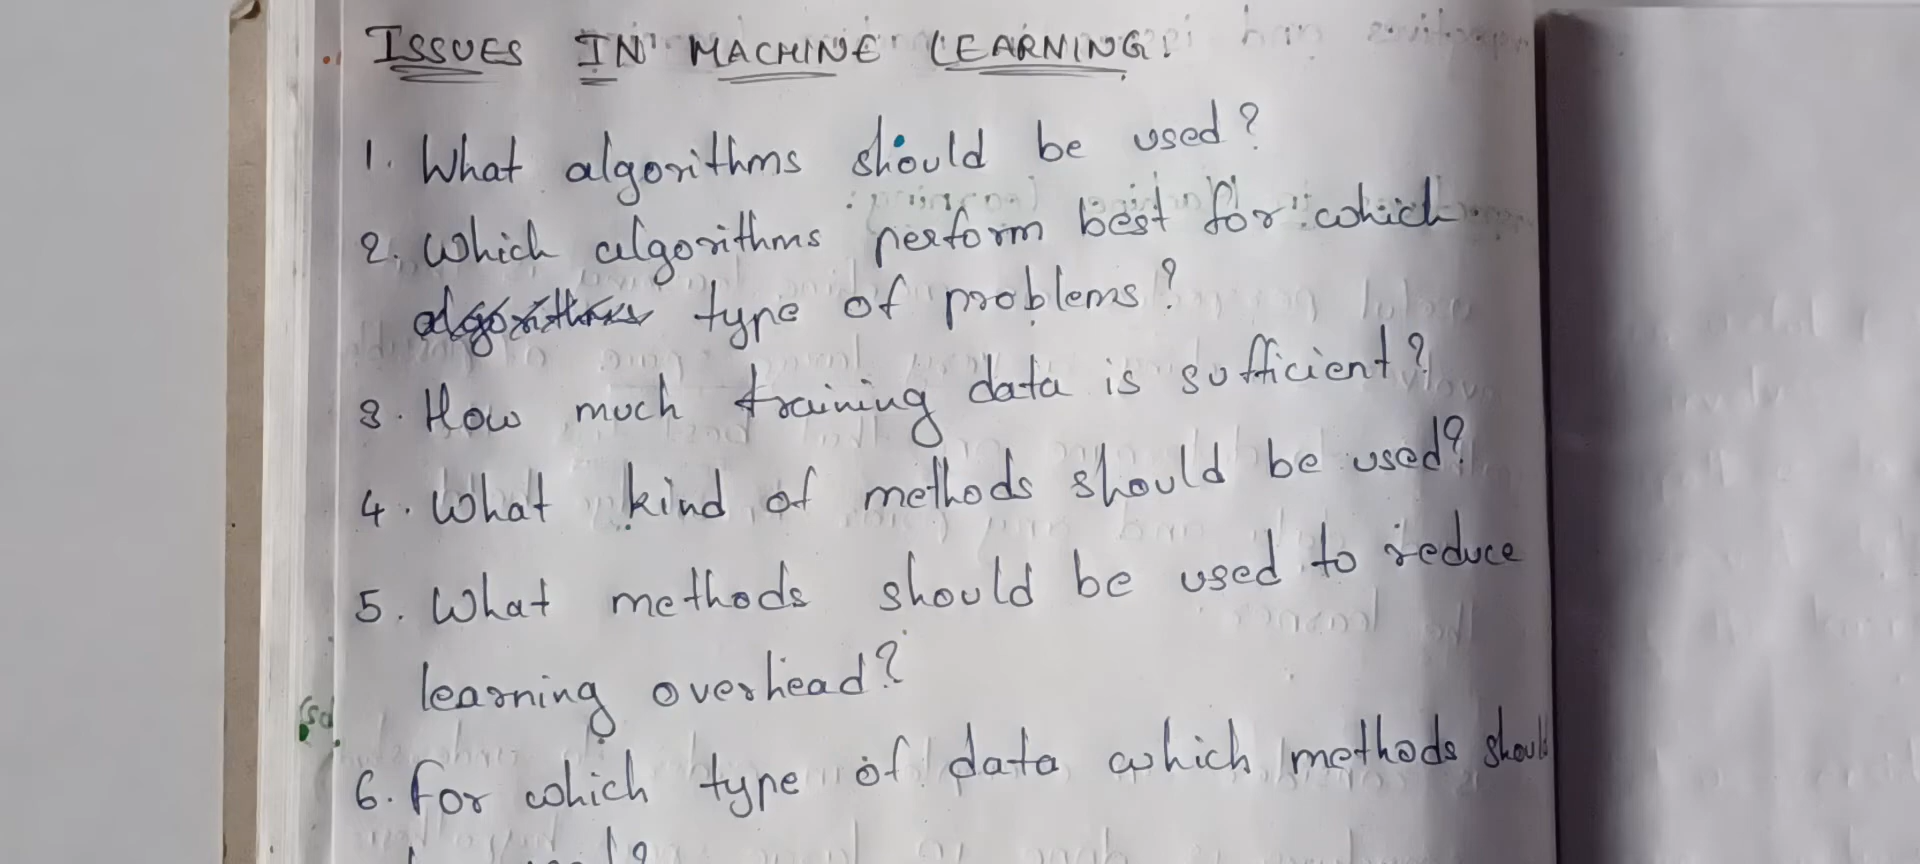 ISSUES IN MACHINE LEARNING:
1. What algorithms should be used?
2. Which algorithms perform best for which
algorithms type of problems?
3. How much training data is sufficient?
4. What kind of methods should be used?
5. What methods should be used to reduce
learning overhead?
6. For which type of data which methods should